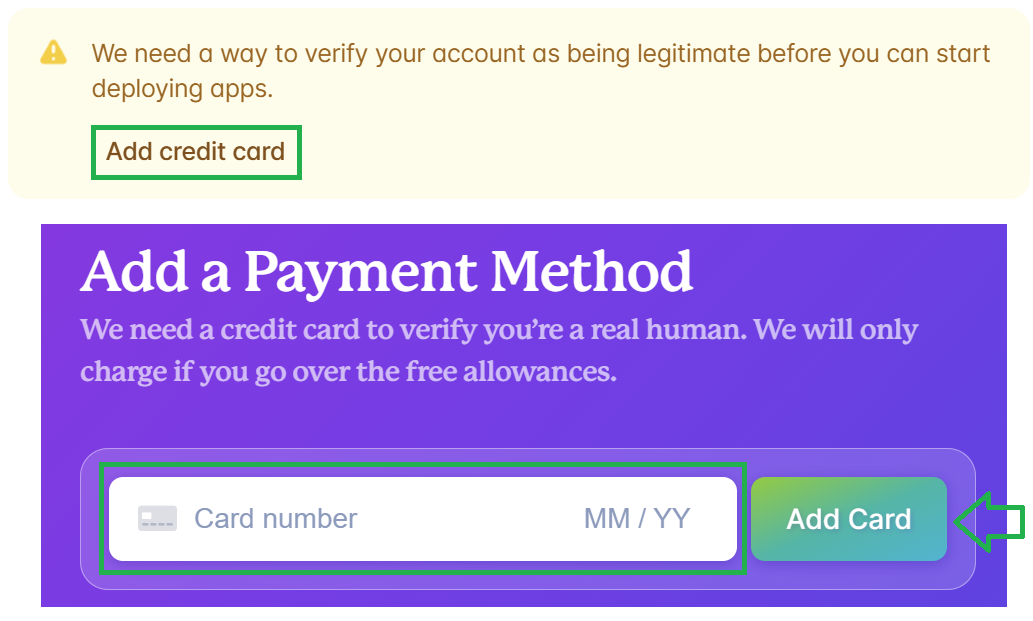 We need a way to verify your account as being legitimate before you can start
deploying apps.
Add credit card
Add a Payment Method
We need a credit card to verify you’re a real human. We will only
charge if you go over the free allowances.
Card number MM / YY Add Card